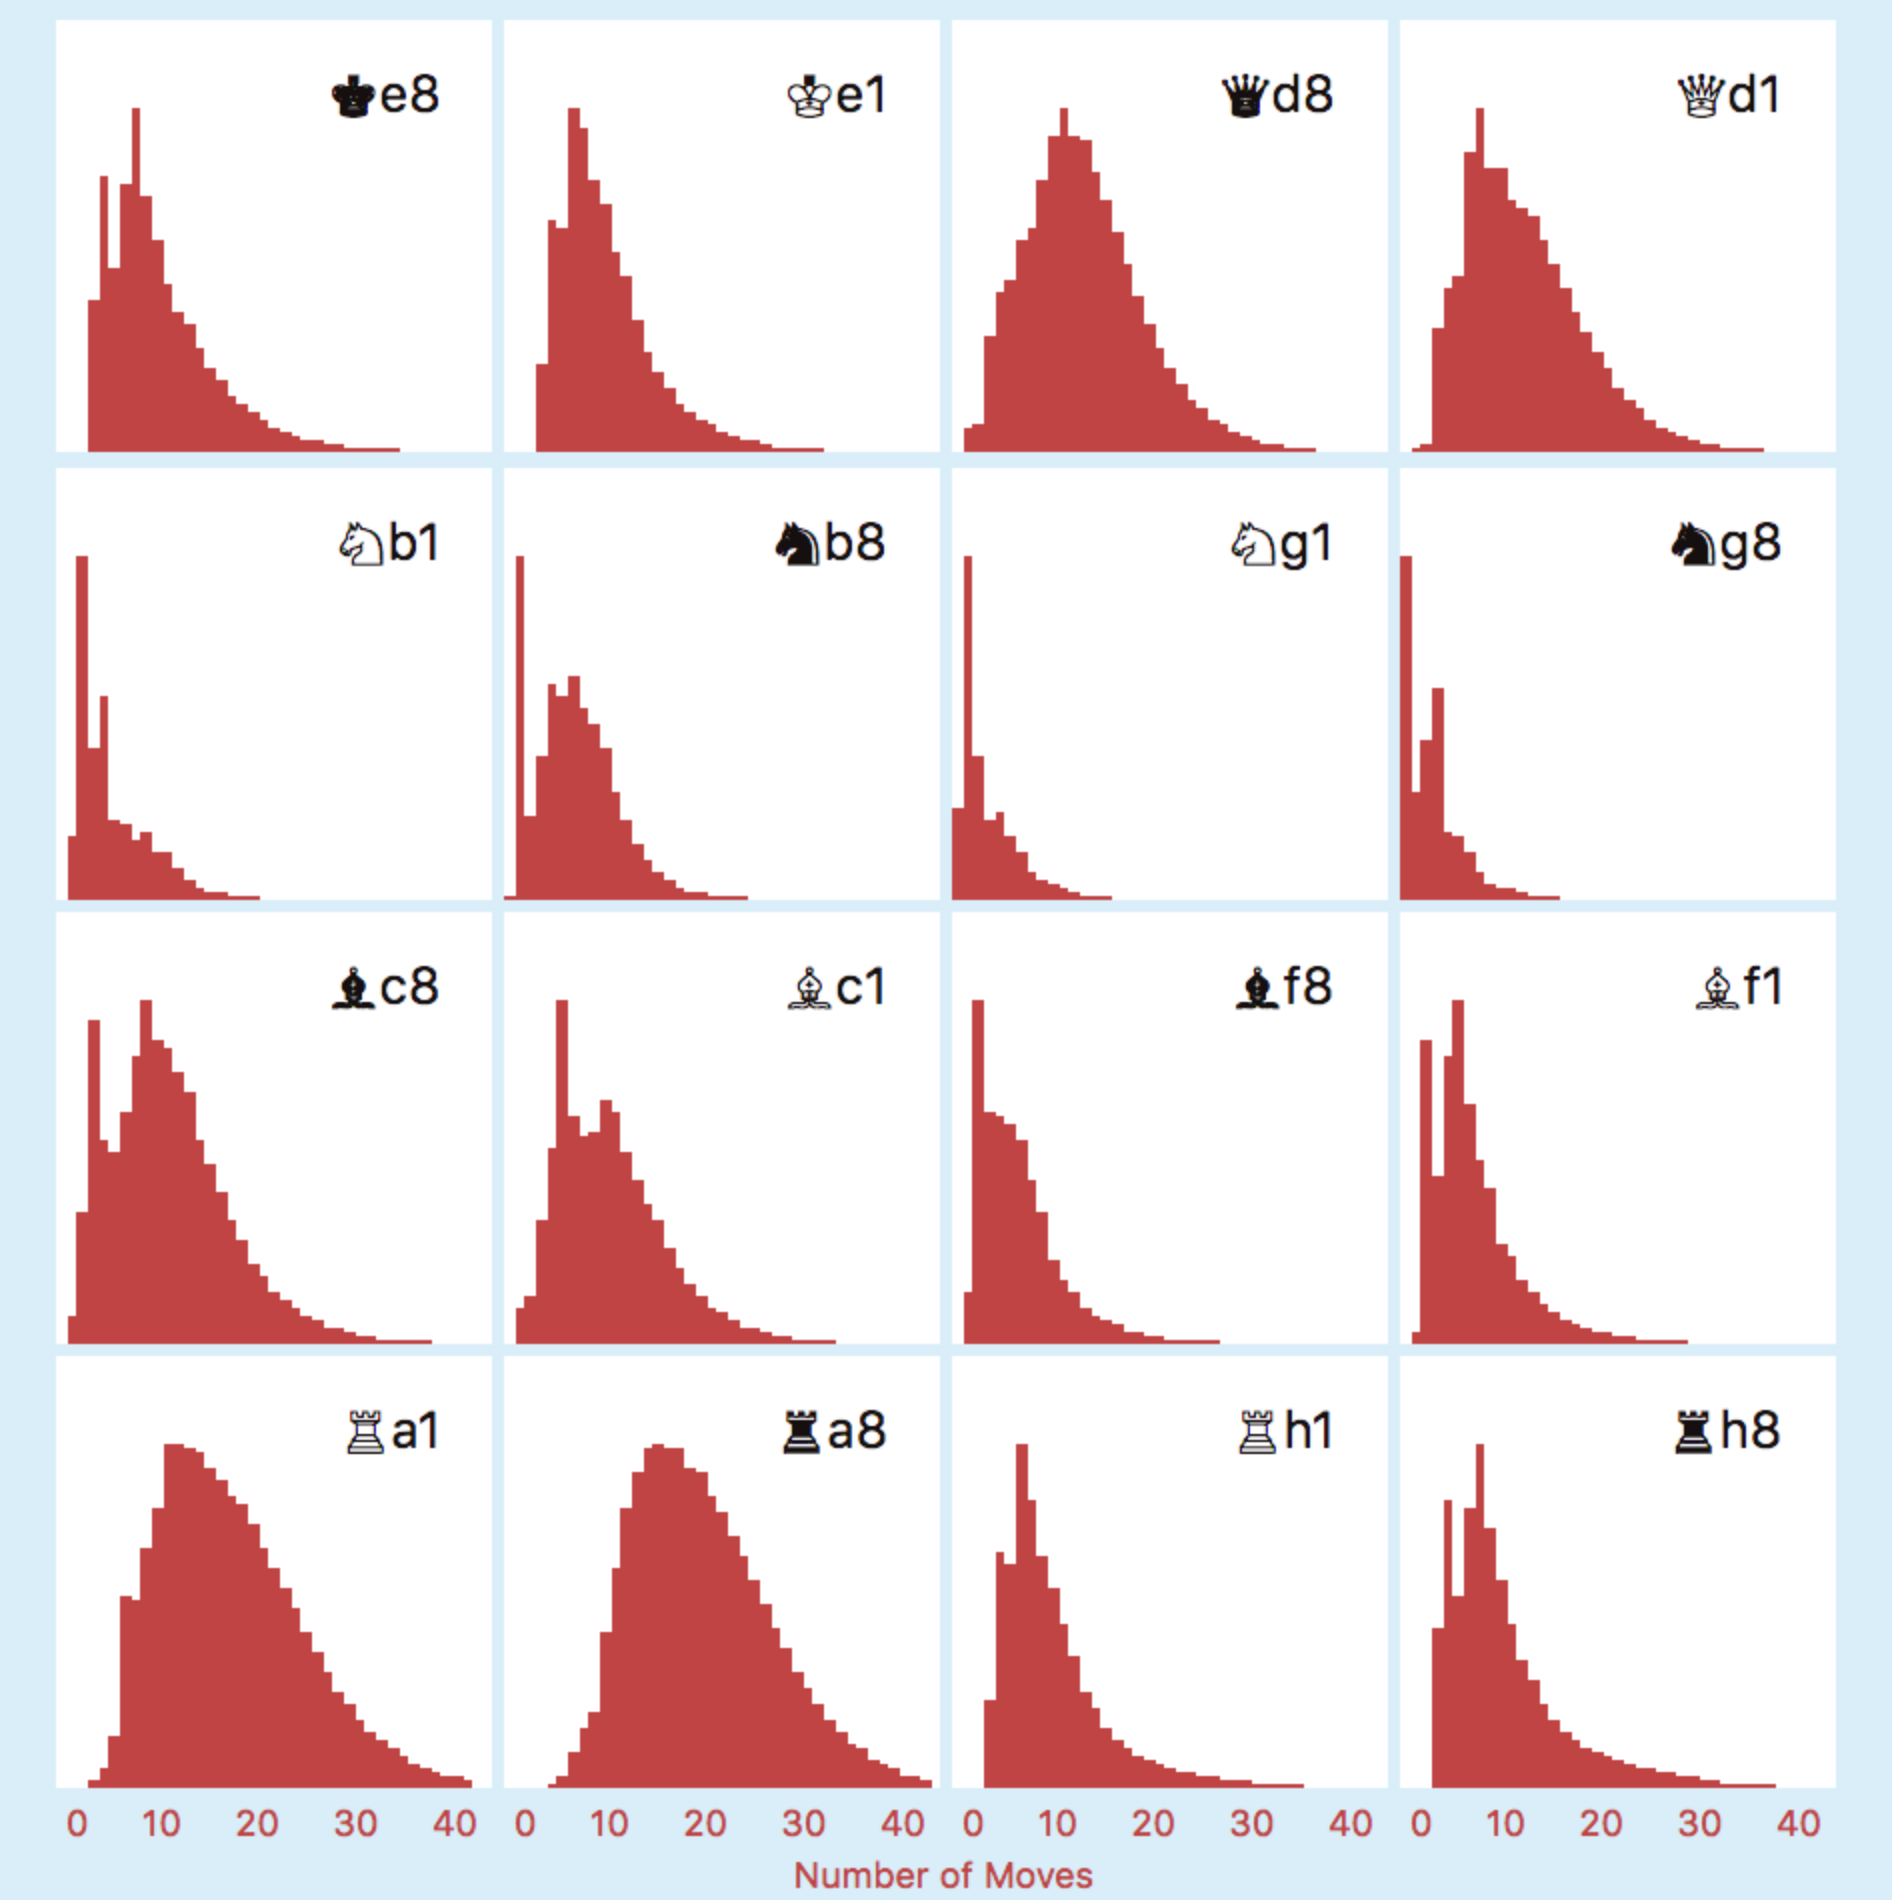 ♚e8 ♔e1 ♛d8 ♕d1
♘b1 ♞b8 ♘g1 ♞g8
♝c8 ♗c1 ♝f8 ♗f1
♖a1 ♜a8 ♖h1 ♜h8
0 10 20 30 40 0 10 20 30 40 0 10 20 30 40 0 10 20 30 40
Number of Moves